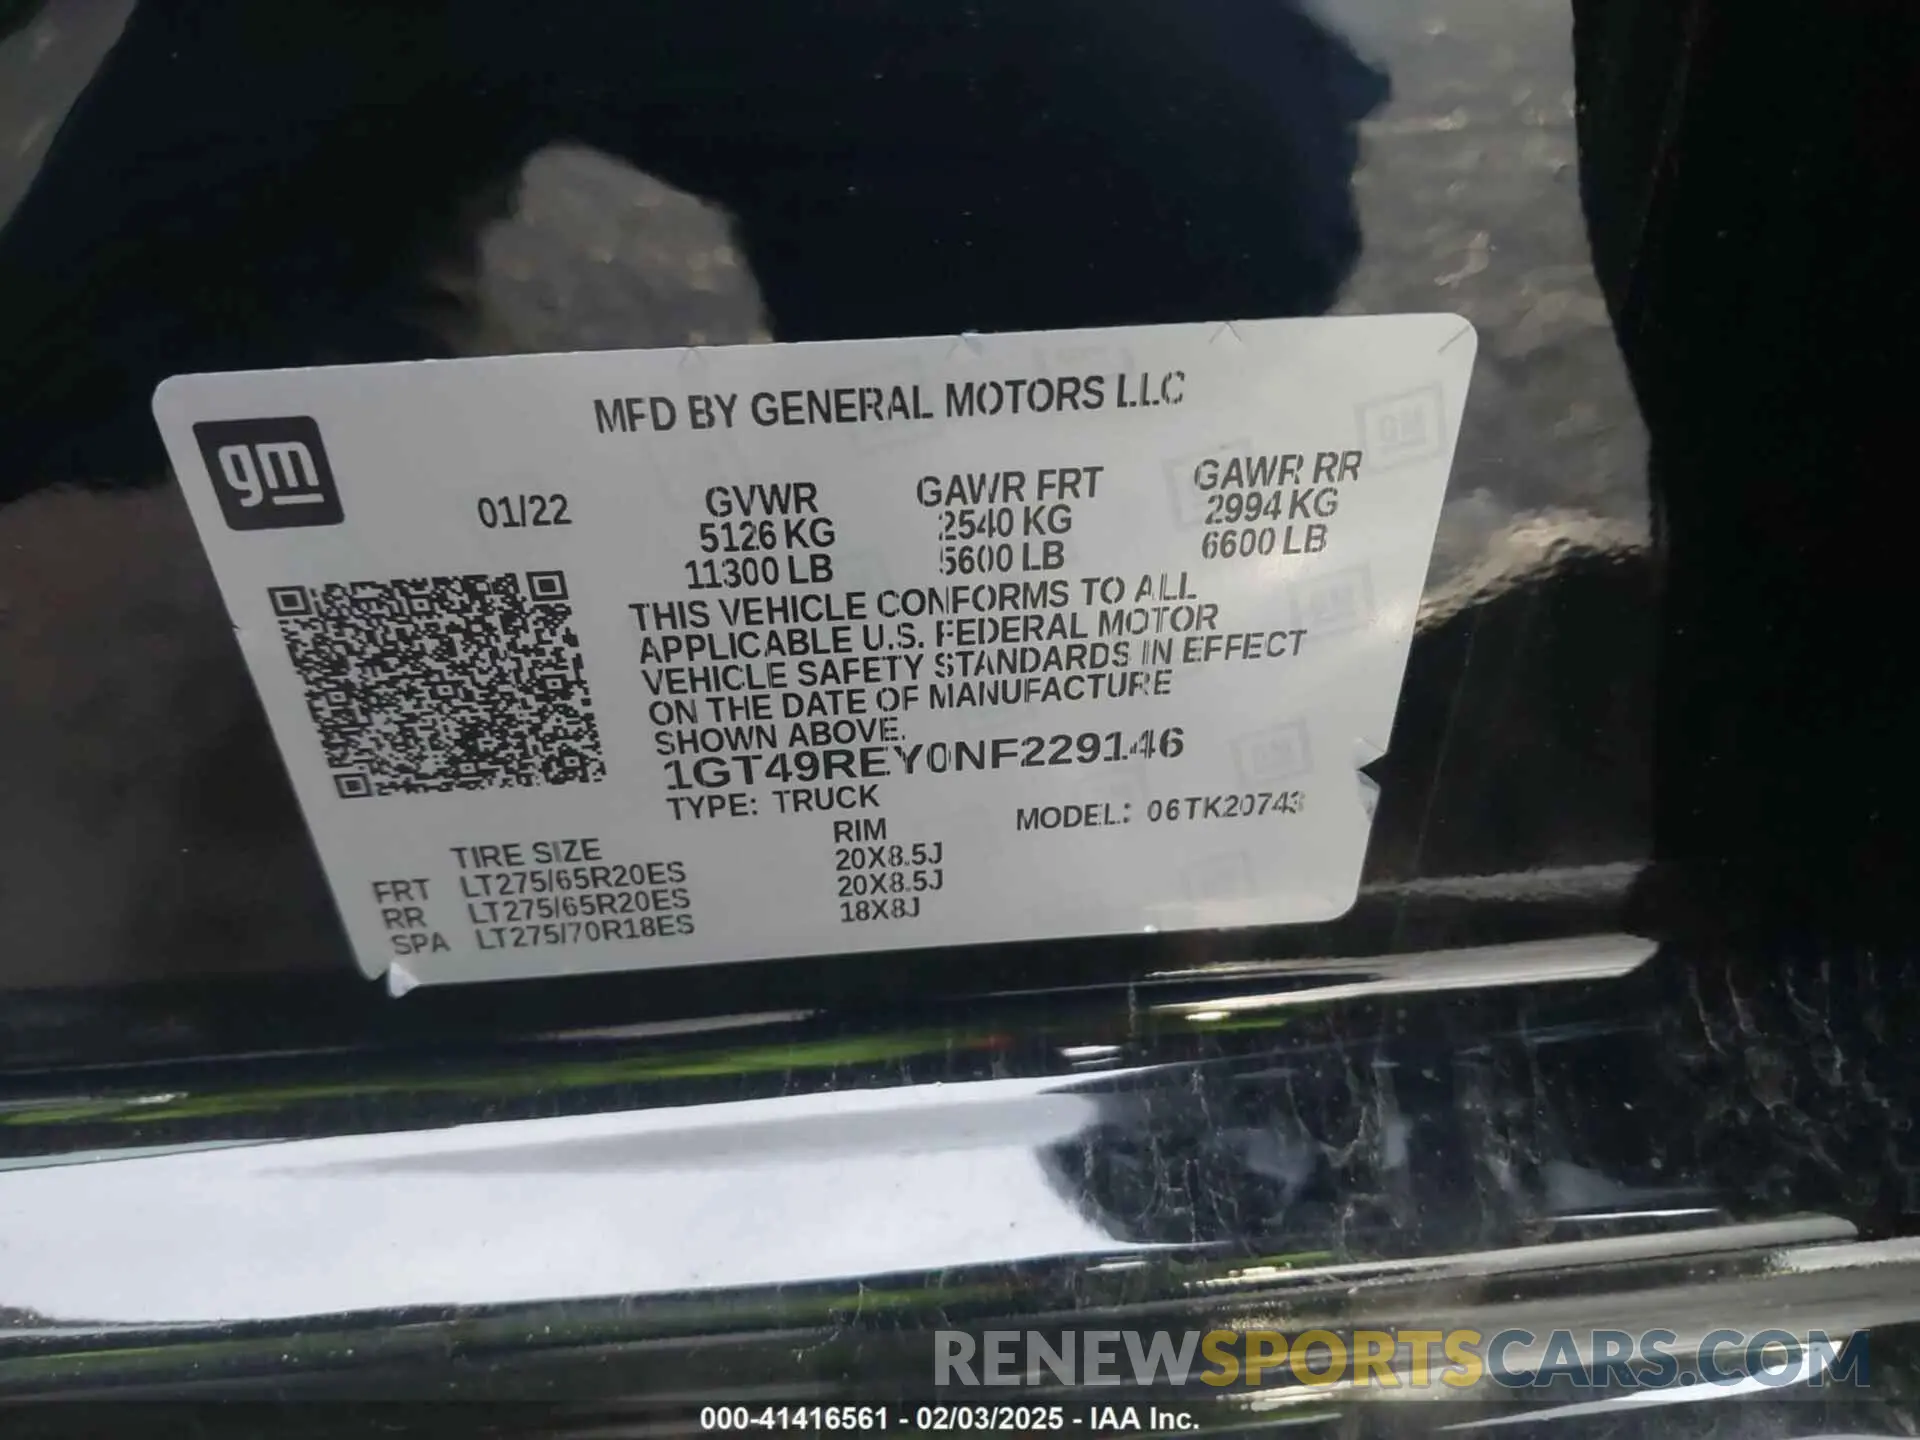 MFD BY GENERAL MOTORS LLC
gm
01/22
GVWR
5126 KG
11300 LB
GAWR FRT
2540 KG
5600 LB
GAWR RR
2994 KG
6600 LB
THIS VEHICLE CONFORMS TO ALL
APPLICABLE U.S. FEDERAL MOTOR
VEHICLE SAFETY STANDARDS IN EFFECT
ON THE DATE OF MANUFACTURE
SHOWN ABOVE.
1GT49REY0NF229146
TYPE: TRUCK
MODEL: 06TK20743
TIRE SIZE RIM
FRT LT275/65R20ES 20X8.5J
RR LT275/65R20ES 20X8.5J
SPA LT275/70R18ES 18X8J
RENEWSPORTSCARS.COM
000-41416561 - 02/03/2025 - IAA Inc.